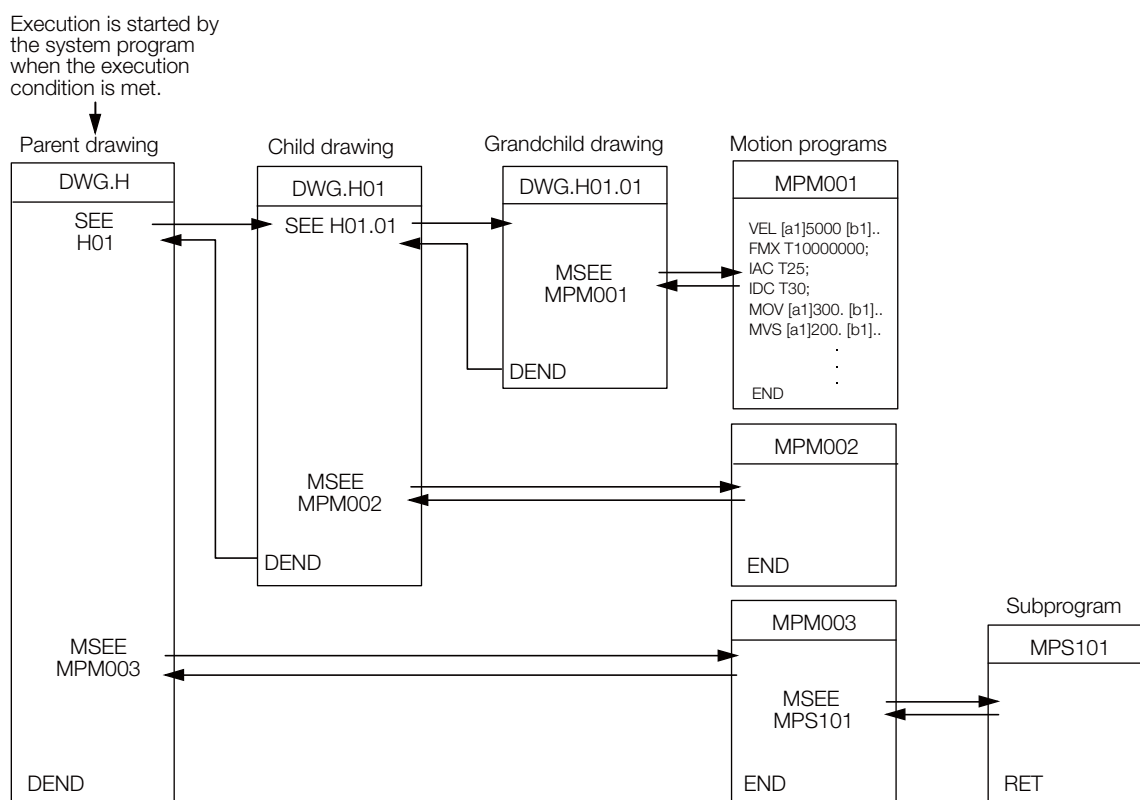 Execution is started by
the system program
when the execution
condition is met.
Parent drawing
DWG.H
SEE
H01
MSEE
MPM003
DEND
Child drawing
DWG.H01
SEE H01.01
MSEE
MPM002
DEND
Grandchild drawing
DWG.H01.01
MSEE
MPM001
DEND
Motion programs
MPM001
VEL [a1]5000 [b1]..
FMX T10000000;
IAC T25;
IDC T30;
MOV [a1]300. [b1]..
MVS [a1]200. [b1]..
.
.
.
END
MPM002
END
MPM003
MSEE
MPS101
END
Subprogram
MPS101
RET